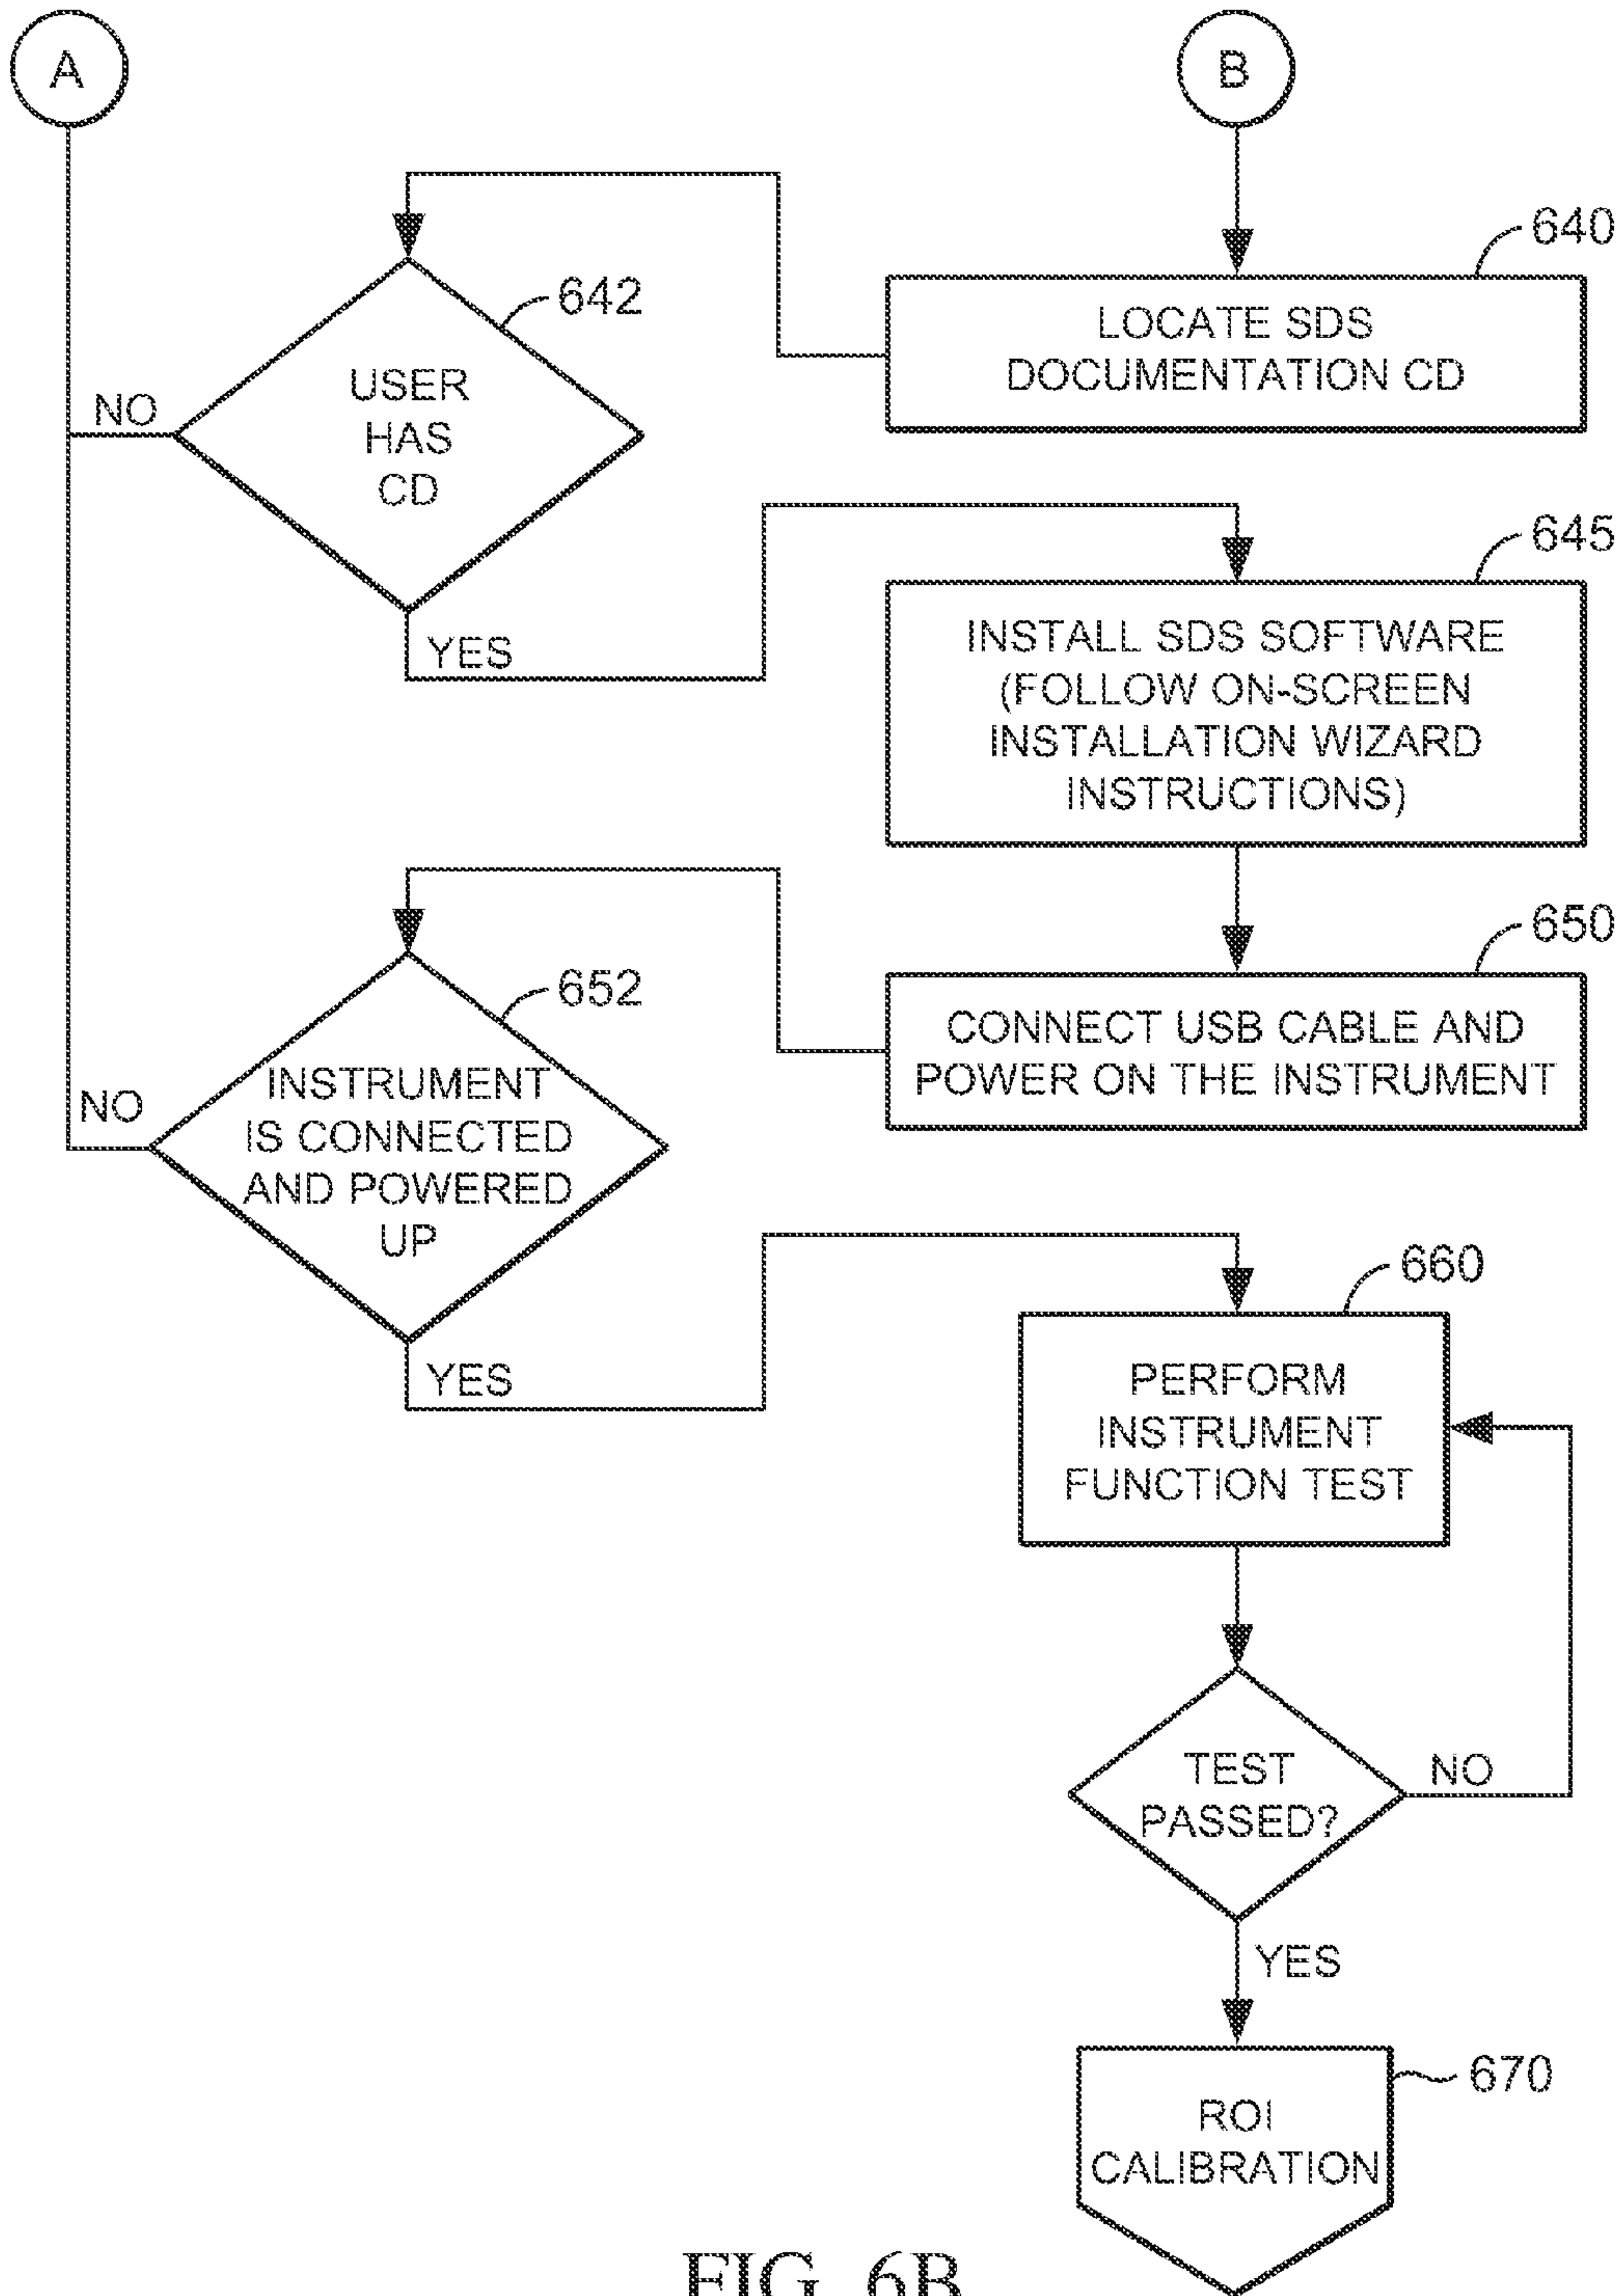 A
B
640
LOCATE SDS
DOCUMENTATION CD
642
USER
HAS
CD
NO
YES
645
INSTALL SDS SOFTWARE
(FOLLOW ON-SCREEN
INSTALLATION WIZARD
INSTRUCTIONS)
650
CONNECT USB CABLE AND
POWER ON THE INSTRUMENT
652
INSTRUMENT
IS CONNECTED
AND POWERED
UP
NO
YES
660
PERFORM
INSTRUMENT
FUNCTION TEST
TEST
PASSED?
NO
YES
670
ROI
CALIBRATION
FIG. 6B